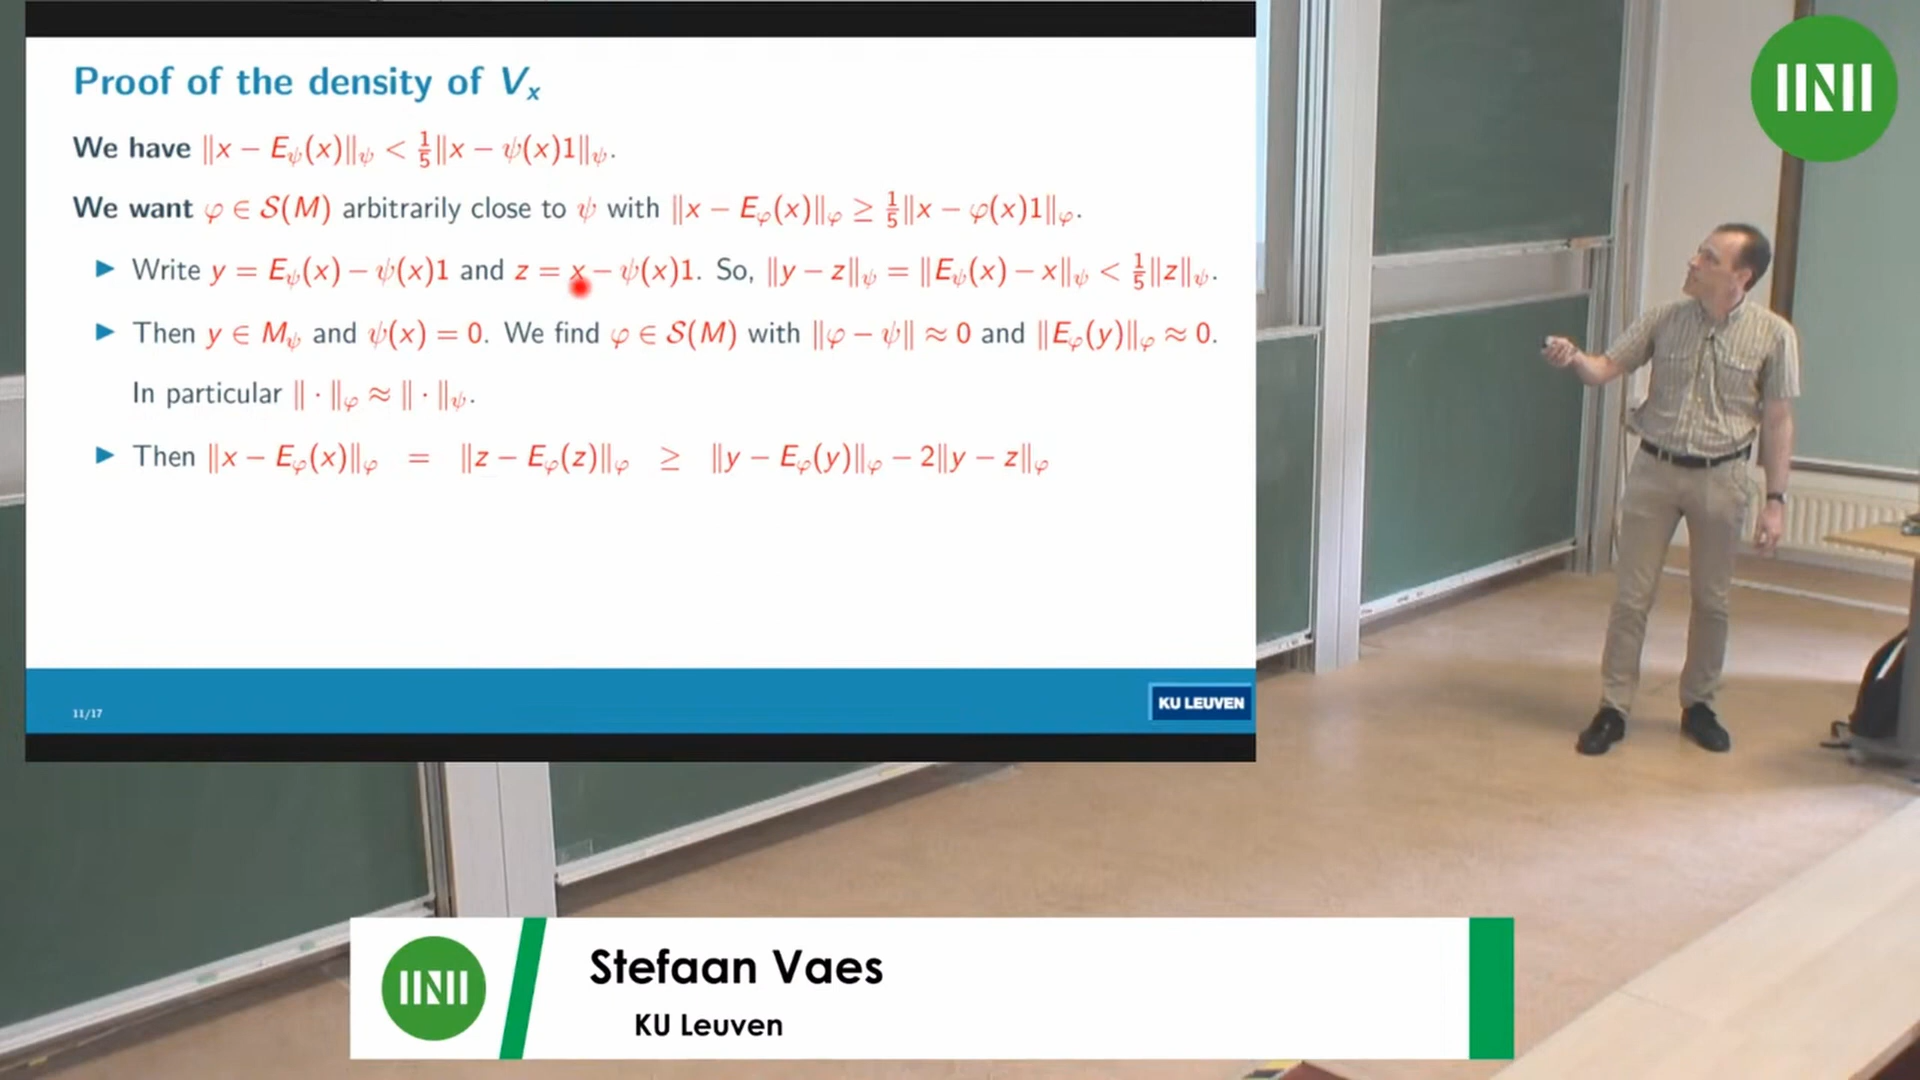 Proof of the density of Vₓ
We have ‖x − E_ψ(x)‖_ψ < 1/5‖x − ψ(x)1‖_ψ.
We want φ ∈ 𝒮(M) arbitrarily close to ψ with ‖x − E_φ(x)‖_φ ≥ 1/5‖x − φ(x)1‖_φ.
▶ Write y = E_ψ(x) − ψ(x)1 and z = x − ψ(x)1. So, ‖y − z‖_ψ = ‖E_ψ(x) − x‖_ψ < 1/5‖z‖_ψ.
▶ Then y ∈ M_ψ and ψ(x) = 0. We find φ ∈ 𝒮(M) with ‖φ − ψ‖ ≈ 0 and ‖E_φ(y)‖_φ ≈ 0.
In particular ‖ · ‖_φ ≈ ‖ · ‖_ψ.
▶ Then ‖x − E_φ(x)‖_φ = ‖z − E_φ(z)‖_φ ≥ ‖y − E_φ(y)‖_φ − 2‖y − z‖_φ
11/17
KU LEUVEN
Stefaan Vaes
KU Leuven